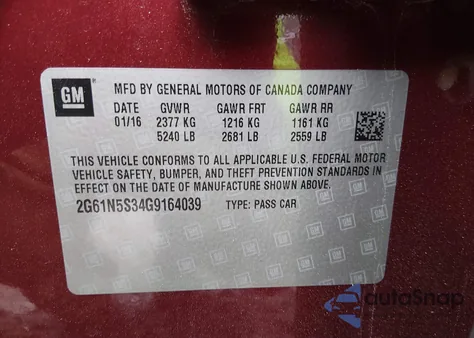 GM
MFD BY GENERAL MOTORS OF CANADA COMPANY
DATE GVWR GAWR FRT GAWR RR
01/16 2377 KG 1216 KG 1161 KG
5240 LB 2681 LB 2559 LB
THIS VEHICLE CONFORMS TO ALL APPLICABLE U.S. FEDERAL MOTOR
VEHICLE SAFETY, BUMPER, AND THEFT PREVENTION STANDARDS IN
EFFECT ON THE DATE OF MANUFACTURE SHOWN ABOVE.
2G61N5S34G9164039 TYPE: PASS CAR
autoSnap